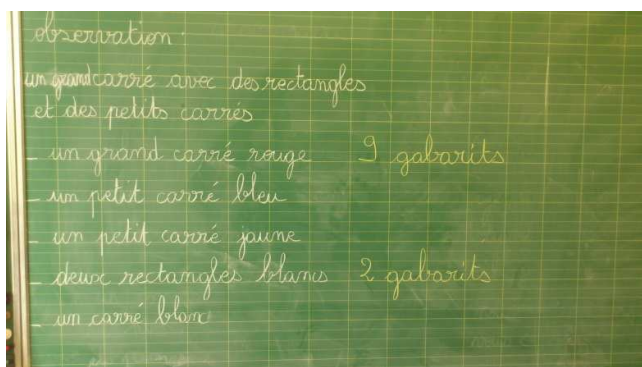 observation:
un grand carré avec des rectangles
et des petits carrés
- un grand carré rouge 9 gabarits
- un petit carré bleu
- un petit carré jaune
- deux rectangles blancs 2 gabarits
- un carré blanc